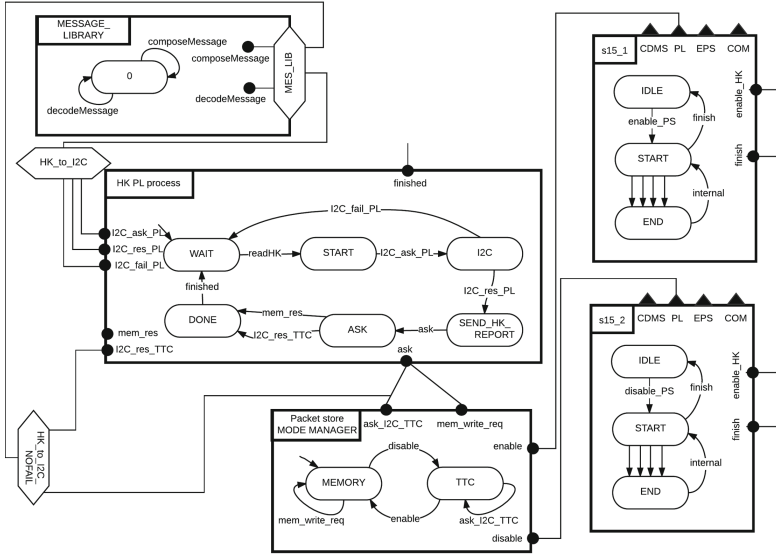 MESSAGE_
LIBRARY
composeMessage
composeMessage
0
MES_LIB
decodeMessage
decodeMessage
HK_to_I2C
HK PL process
finished
I2C_fail_PL
I2C_ask_PL
I2C_res_PL
I2C_fail_PL
WAIT
readHK
START
I2C_ask_PL
I2C
finished
I2C_res_PL
DONE
mem_res
I2C_res_TTC
ASK
ask
SEND_HK_
REPORT
mem_res
I2C_res_TTC
ask
HK_to_I2C_
NOFAIL
Packet store
MODE MANAGER
ask_I2C_TTC
mem_write_req
enable
disable
MEMORY
TTC
mem_write_req
enable
ask_I2C_TTC
disable
s15_1
CDMS
PL
EPS
COM
IDLE
enable_PS
finish
START
internal
END
enable_HK
finish
s15_2
CDMS
PL
EPS
COM
IDLE
disable_PS
finish
START
internal
END
enable_HK
finish